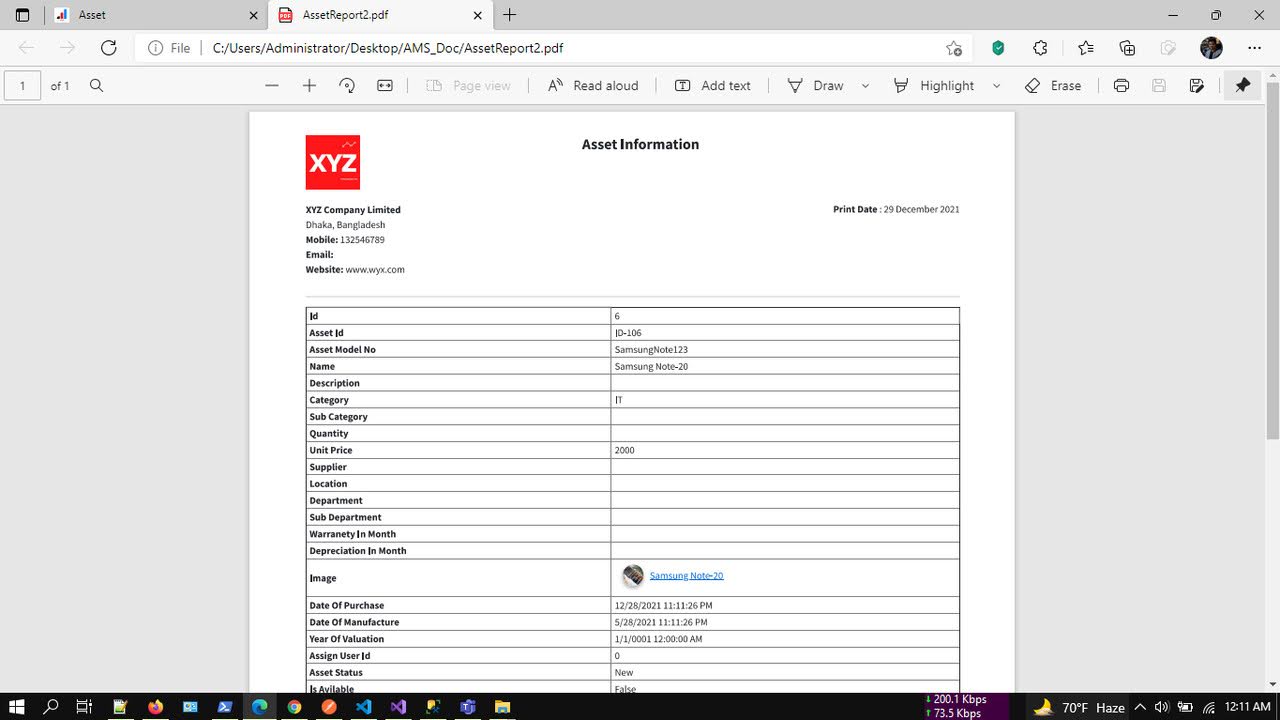 Asset
AssetReport2.pdf
File
C:/Users/Administrator/Desktop/AMS_Doc/AssetReport2.pdf
1 of 1
Page view
Read aloud
Add text
Draw
Highlight
Erase
XYZ
Asset Information
XYZ Company Limited
Print Date : 29 December 2021
Dhaka, Bangladesh
Mobile: 132546789
Email:
Website: www.wyx.com
Id 6
Asset Id ID-106
Asset Model No SamsungNote123
Name Samsung Note-20
Description
Category IT
Sub Category
Quantity
Unit Price 2000
Supplier
Location
Department
Sub Department
Warranety In Month
Depreciation In Month
Image Samsung Note-20
Date Of Purchase 12/28/2021 11:11:26 PM
Date Of Manufacture 5/28/2021 11:11:26 PM
Year Of Valuation 1/1/0001 12:00:00 AM
Assign User Id 0
Asset Status New
Is Avilable False
↓ 200.1 Kbps
↑ 73.5 Kbps
70°F Haze
12:11 AM